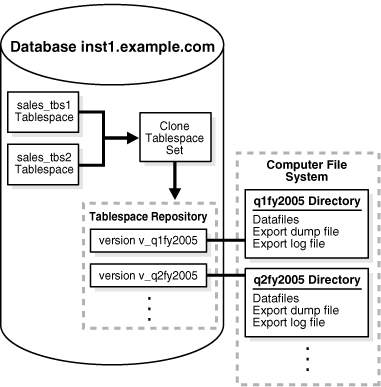 Database inst1.example.com
sales_tbs1
Tablespace
sales_tbs2
Tablespace
Clone
Tablespace
Set
Tablespace Repository
version v_q1fy2005
version v_q2fy2005
Computer File
System
q1fy2005 Directory
Datafiles
Export dump file
Export log file
q2fy2005 Directory
Datafiles
Export dump file
Export log file